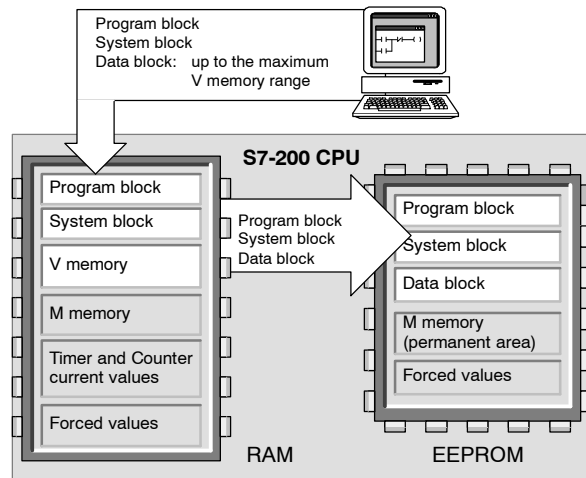 Program block
System block
Data block: up to the maximum
V memory range
S7-200 CPU
Program block
System block
V memory
M memory
Timer and Counter
current values
Forced values
RAM
Program block
System block
Data block
Program block
System block
Data block
M memory
(permanent area)
Forced values
EEPROM